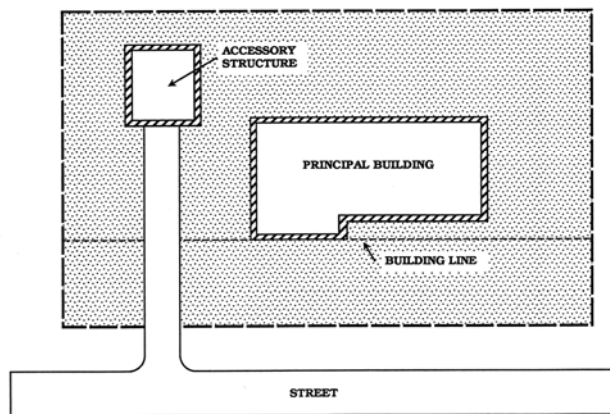 ACCESSORY
STRUCTURE
PRINCIPAL BUILDING
BUILDING LINE
STREET